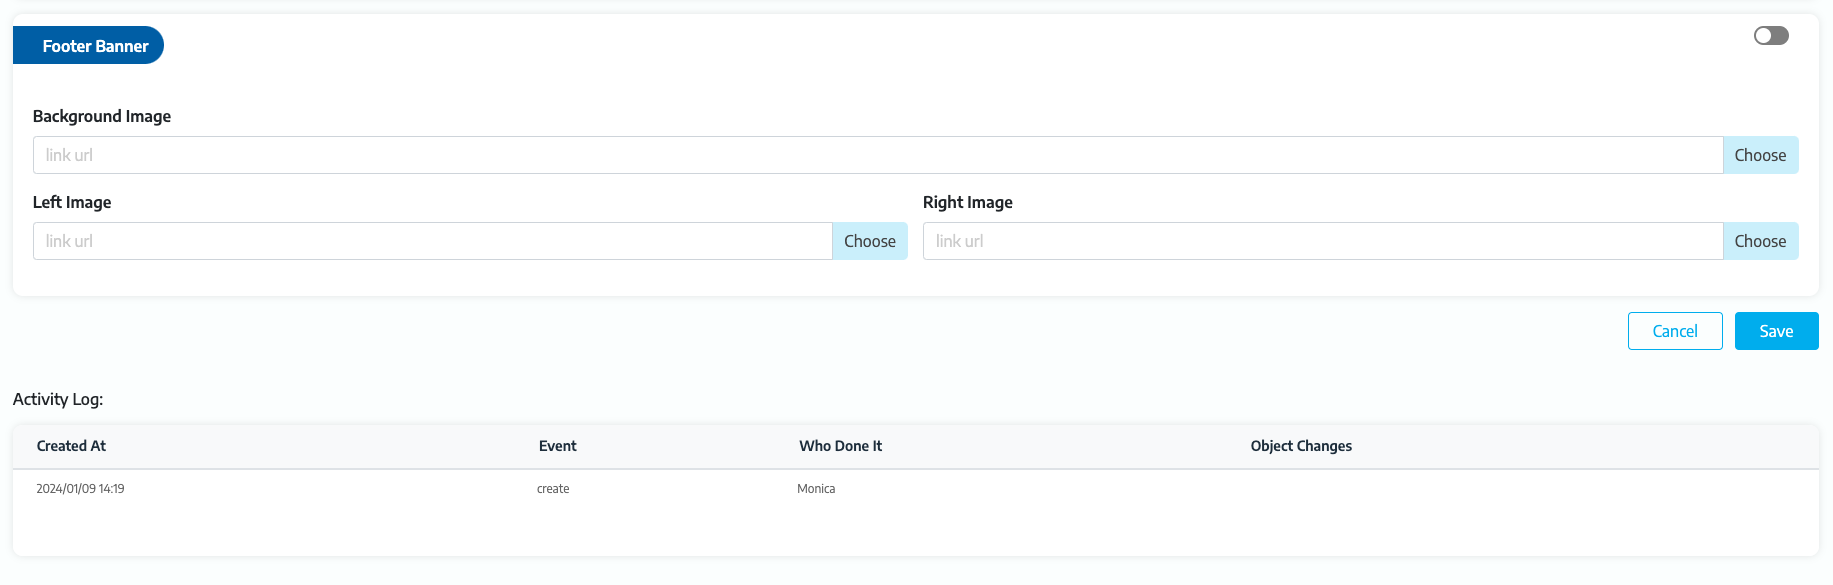 Footer Banner
Background Image
link url
Choose
Left Image
Right Image
link url
Choose
link url
Choose
Cancel
Save
Activity Log:
Created At
Event
Who Done It
Object Changes
2024/01/09 14:19
create
Monica